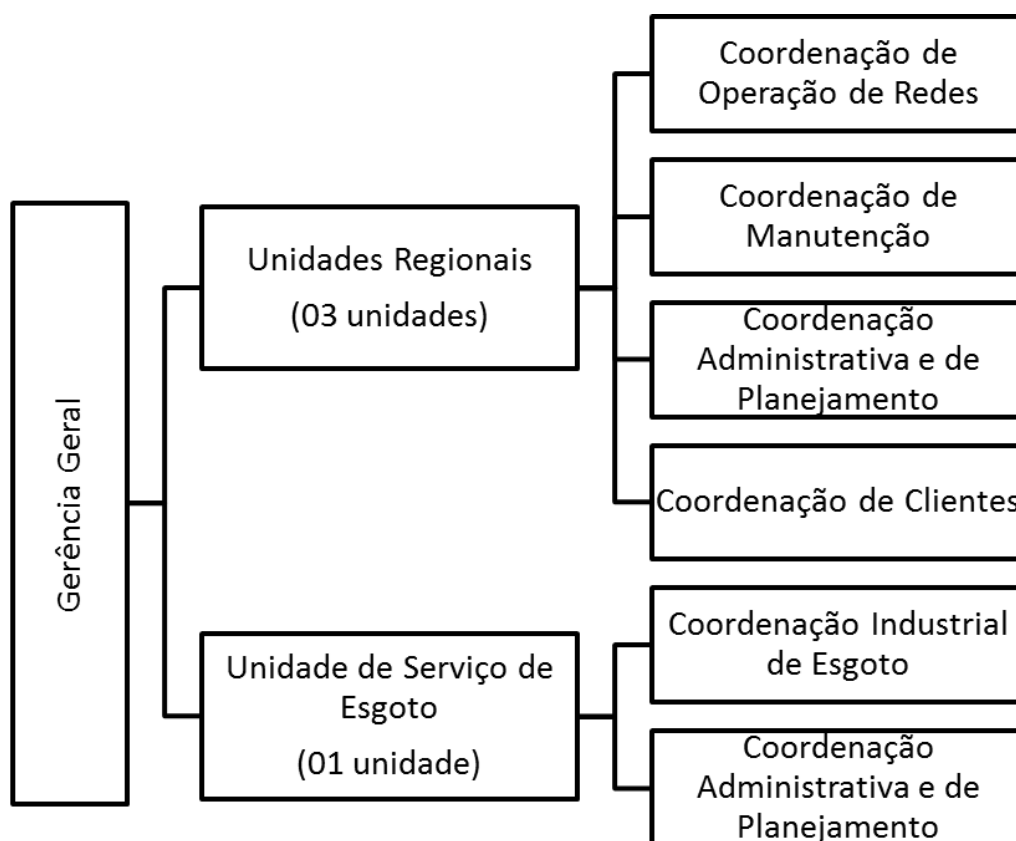 Gerência Geral
Unidades Regionais
(03 unidades)
Coordenação de
Operação de Redes
Coordenação de
Manutenção
Coordenação
Administrativa e de
Planejamento
Coordenação de Clientes
Unidade de Serviço de
Esgoto
(01 unidade)
Coordenação Industrial
de Esgoto
Coordenação
Administrativa e de
Planejamento